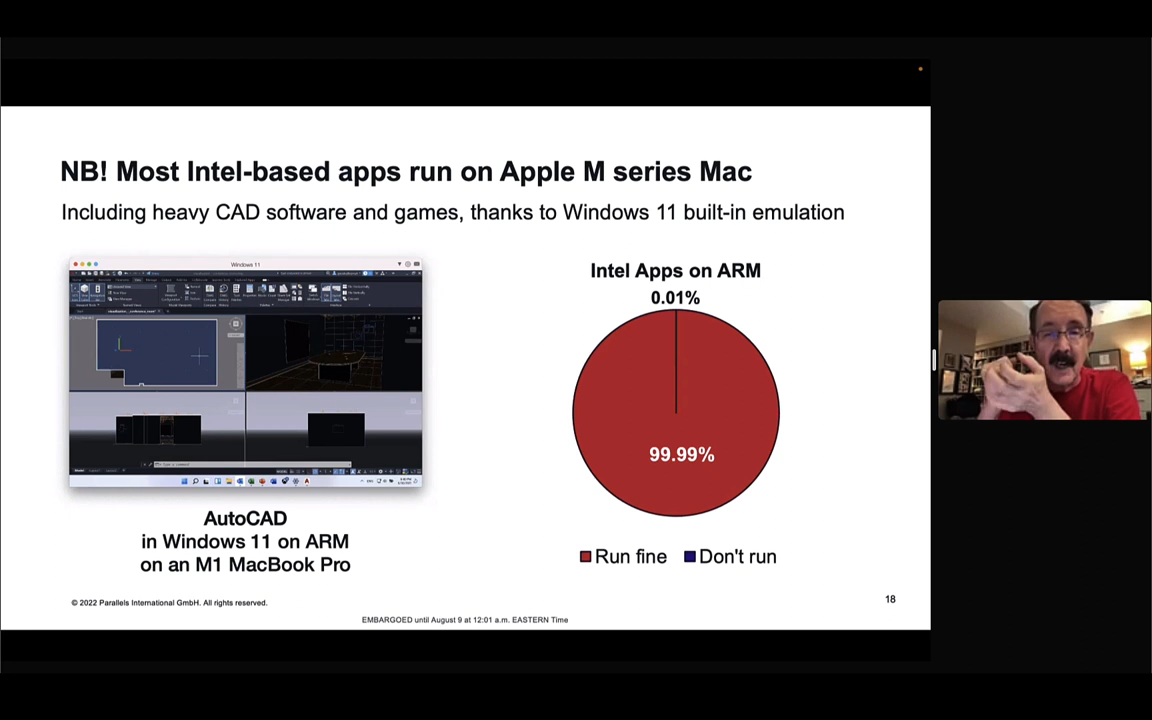 NB! Most Intel-based apps run on Apple M series Mac
Including heavy CAD software and games, thanks to Windows 11 built-in emulation
Windows 11
Intel Apps on ARM
0.01%
99.99%
Run fine
Don't run
AutoCAD
in Windows 11 on ARM
on an M1 MacBook Pro
© 2022 Parallels International GmbH. All rights reserved.
18
EMBARGOED until August 9 at 12:01 a.m. EASTERN Time